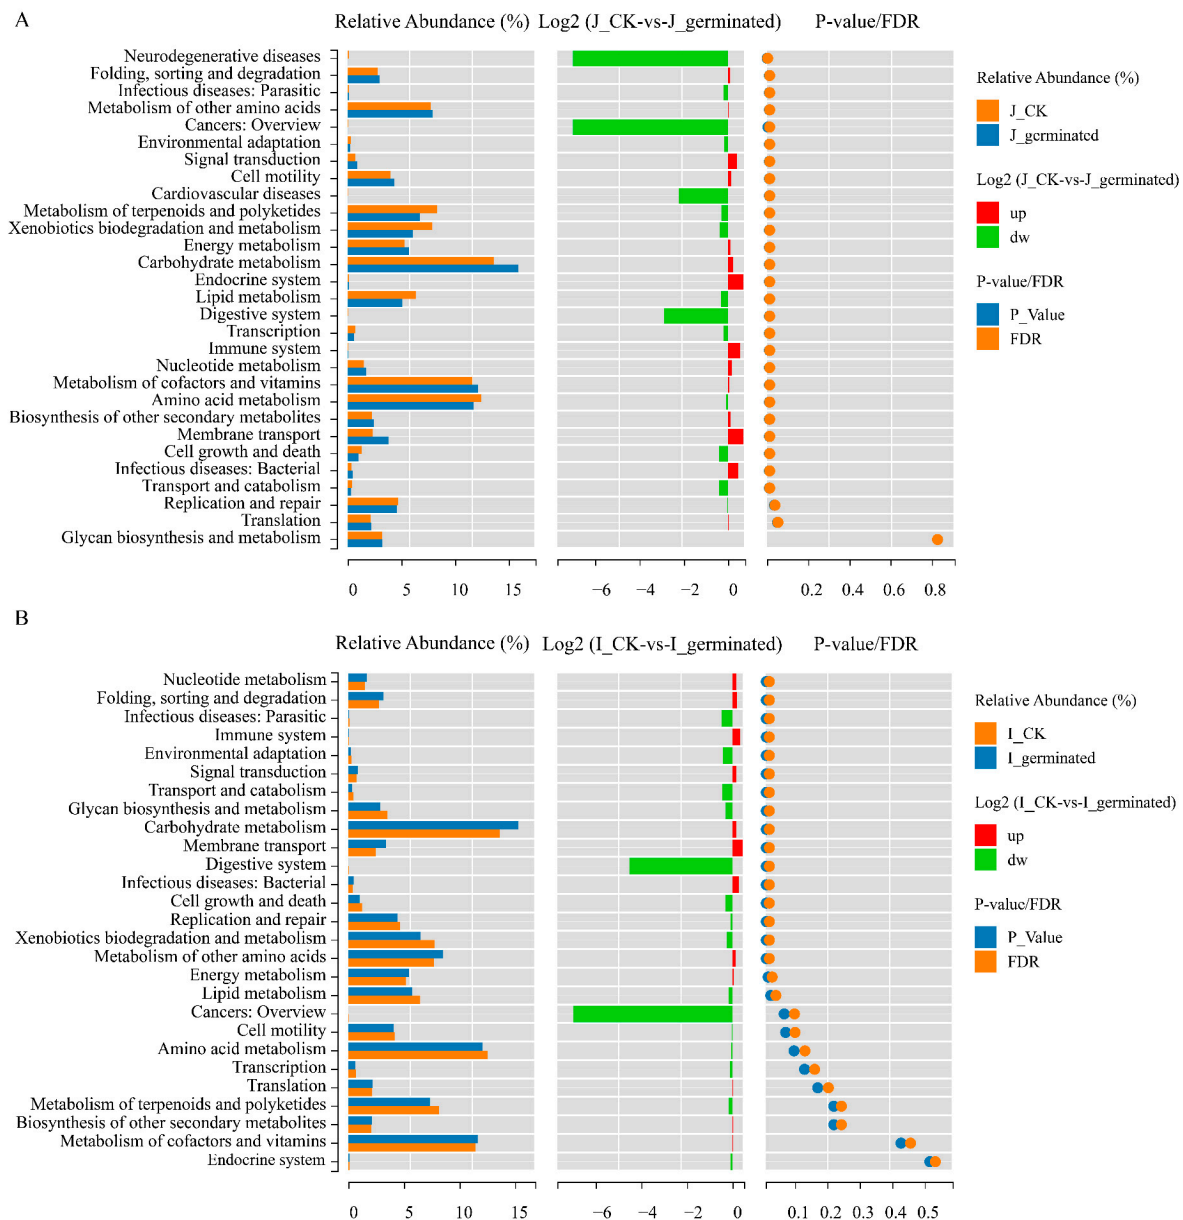 A
Relative Abundance (%) Log2 (J_CK-vs-J_germinated) P-value/FDR
Neurodegenerative diseases
Folding, sorting and degradation
Infectious diseases: Parasitic
Metabolism of other amino acids
Cancers: Overview
Environmental adaptation
Signal transduction
Cell motility
Cardiovascular diseases
Metabolism of terpenoids and polyketides
Xenobiotics biodegradation and metabolism
Energy metabolism
Carbohydrate metabolism
Endocrine system
Lipid metabolism
Digestive system
Transcription
Immune system
Nucleotide metabolism
Metabolism of cofactors and vitamins
Amino acid metabolism
Biosynthesis of other secondary metabolites
Membrane transport
Cell growth and death
Infectious diseases: Bacterial
Transport and catabolism
Replication and repair
Translation
Glycan biosynthesis and metabolism
0 5 10 15 −6 −4 −2 0 0.2 0.4 0.6 0.8
Relative Abundance (%)
J_CK
J_germinated
Log2 (J_CK-vs-J_germinated)
up
dw
P-value/FDR
P_Value
FDR
B
Relative Abundance (%) Log2 (I_CK-vs-I_germinated) P-value/FDR
Nucleotide metabolism
Folding, sorting and degradation
Infectious diseases: Parasitic
Immune system
Environmental adaptation
Signal transduction
Transport and catabolism
Glycan biosynthesis and metabolism
Carbohydrate metabolism
Membrane transport
Digestive system
Infectious diseases: Bacterial
Cell growth and death
Replication and repair
Xenobiotics biodegradation and metabolism
Metabolism of other amino acids
Energy metabolism
Lipid metabolism
Cancers: Overview
Cell motility
Amino acid metabolism
Transcription
Translation
Metabolism of terpenoids and polyketides
Biosynthesis of other secondary metabolites
Metabolism of cofactors and vitamins
Endocrine system
0 5 10 15 −6 −4 −2 0 0.1 0.2 0.3 0.4 0.5
Relative Abundance (%)
I_CK
I_germinated
Log2 (I_CK-vs-I_germinated)
up
dw
P-value/FDR
P_Value
FDR